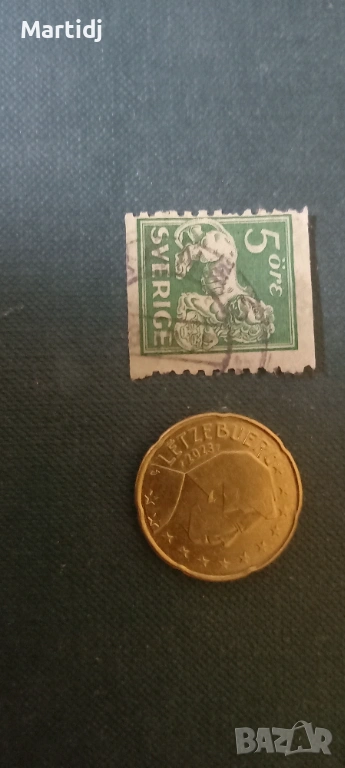 Martidj
5 ÖRE
SVERIGE
LËTZEBUERG
2023
BAZAR